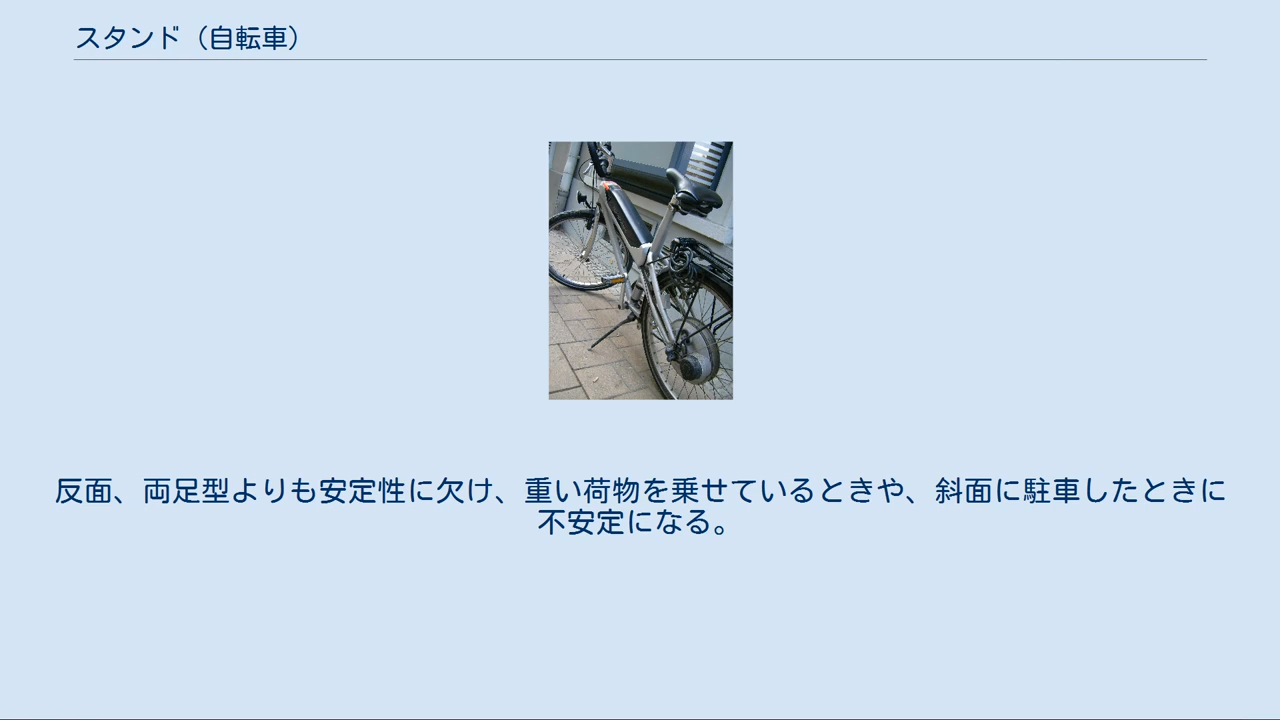 スタンド（自転車）
反面、両足型よりも安定性に欠け、重い荷物を乗せているときや、斜面に駐車したときに
不安定になる。